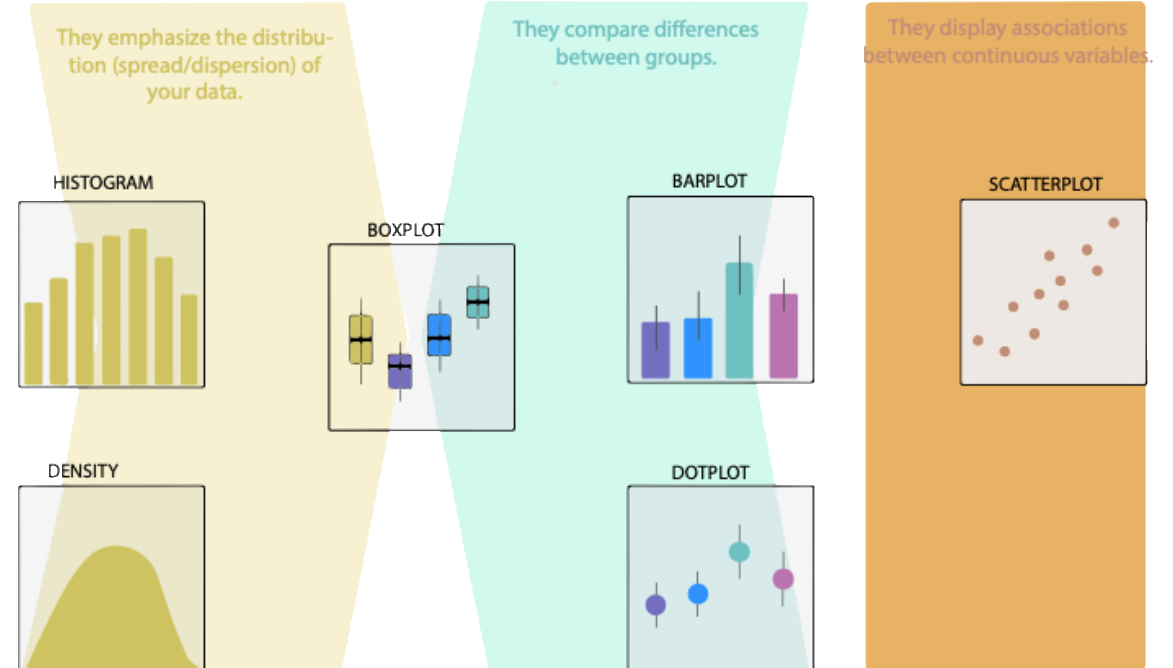 They emphasize the distribu-
tion (spread/dispersion) of
your data.
They compare differences
between groups.
They display associations
between continuous variables.
HISTOGRAM
BOXPLOT
BARPLOT
SCATTERPLOT
DENSITY
DOTPLOT